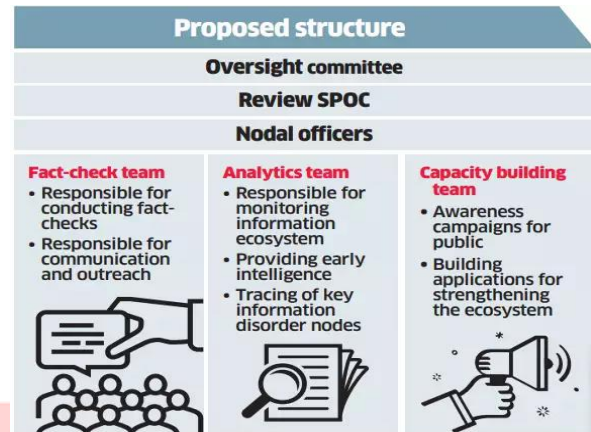 Proposed structure
Oversight committee
Review SPOC
Nodal officers
Fact-check team
• Responsible for
conducting fact-
checks
• Responsible for
communication
and outreach
Analytics team
• Responsible for
monitoring
information
ecosystem
• Providing early
intelligence
• Tracing of key
information
disorder nodes
Capacity building
team
• Awareness
campaigns for
public
• Building
applications for
strengthening
the ecosystem